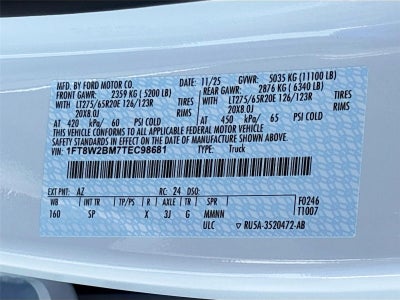 MFD. BY FORD MOTOR CO. 11/25 GVWR: 5035 KG (11100 LB)
FRONT GAWR: 2359 KG (5200 LB) REAR GAWR: 2876 KG (6340 LB)
WITH LT275/65R20E 126/123R TIRES WITH LT275/65R20E 126/123R TIRES
20X8.0J RIMS 20X8.0J RIMS
AT 420 kPa/ 60 PSI COLD AT 450 kPa/ 65 PSI COLD
THIS VEHICLE CONFORMS TO ALL APPLICABLE FEDERAL MOTOR VEHICLE
SAFETY STANDARDS IN EFFECT ON THE DATE OF MANUFACTURE SHOWN ABOVE.
VIN: 1FT8W2BM7TEC98681 TYPE: Truck
EXT PNT: AZ RC: 24 DSO: F0246
WB INT TR TP/PS R AXLE TR SPR T1007
160 SP X 3J G MMNN
ULC RU5A-3520472-AB